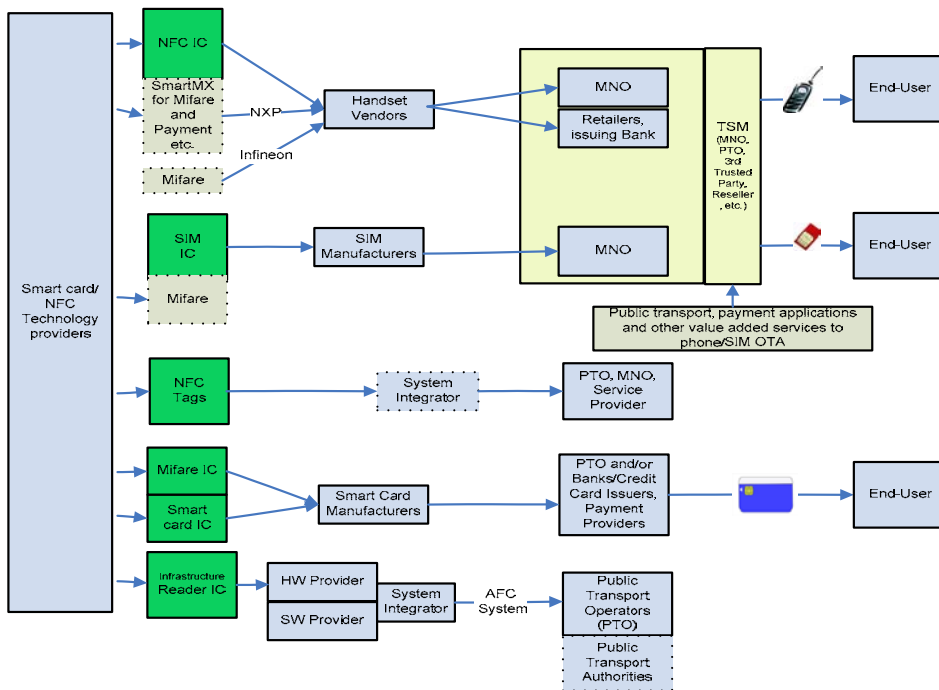 Smart card/
NFC
Technology
providers
NFC IC
SmartMX
for Mifare
and
Payment
etc.
Mifare
NXP
Infineon
Handset
Vendors
MNO
Retailers,
issuing Bank
TSM
(MNO,
PTO,
3rd
Trusted
Party,
Reseller
, etc.)
End-User
SIM
IC
Mifare
SIM
Manufacturers
MNO
End-User
Public transport, payment applications
and other value added services to
phone/SIM OTA
NFC
Tags
System
Integrator
PTO, MNO,
Service
Provider
Mifare IC
Smart
card IC
Smart Card
Manufacturers
PTO and/or
Banks/Credit
Card Issuers,
Payment
Providers
End-User
Infrastructure
Reader IC
HW Provider
SW Provider
System
Integrator
AFC
System
Public
Transport
Operators
(PTO)
Public
Transport
Authorities